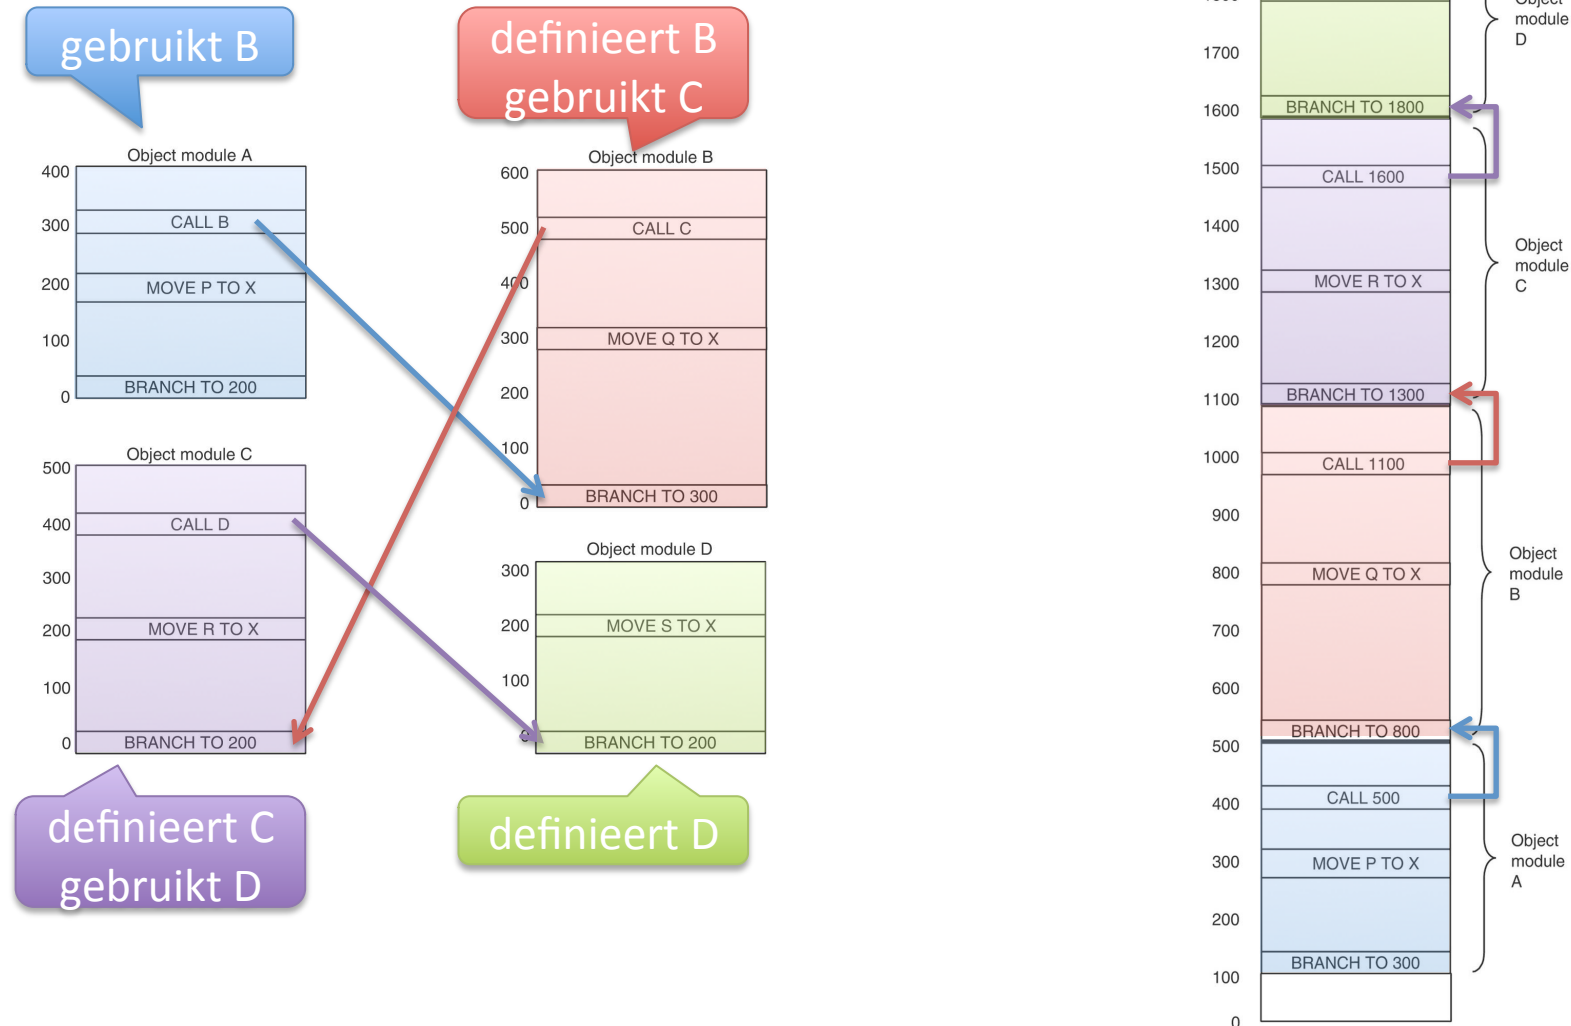 gebruikt B
definieert B
gebruikt C
Object module A
400
CALL B
300
200
MOVE P TO X
100
BRANCH TO 200
0
Object module B
600
500
CALL C
400
300
MOVE Q TO X
200
100
0
BRANCH TO 300
Object module C
500
400
CALL D
300
200
MOVE R TO X
100
0
BRANCH TO 200
Object module D
300
200
MOVE S TO X
100
0
BRANCH TO 200
definieert C
gebruikt D
definieert D
Object
module
D
1700
1600
BRANCH TO 1800
1500
CALL 1600
1400
Object
module
C
1300
MOVE R TO X
1200
1100
BRANCH TO 1300
1000
CALL 1100
900
Object
module
B
800
MOVE Q TO X
700
600
BRANCH TO 800
500
400
CALL 500
Object
module
A
300
MOVE P TO X
200
BRANCH TO 300
100
0